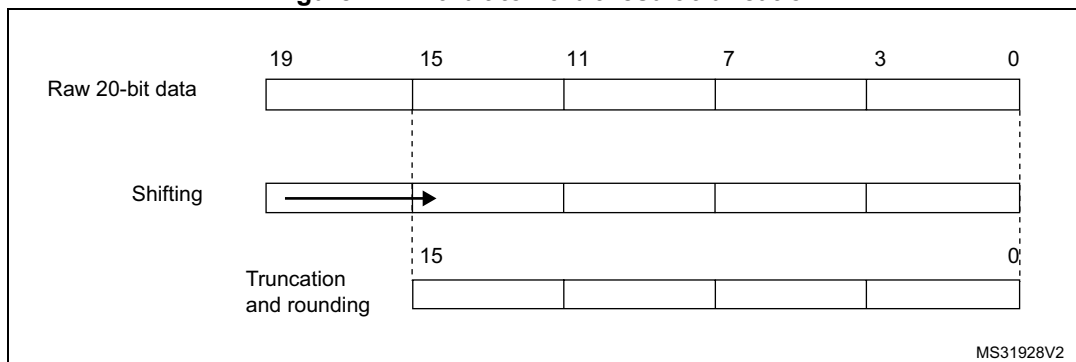 19 15 11 7 3 0
Raw 20-bit data
Shifting
15 0
Truncation
and rounding
MS31928V2